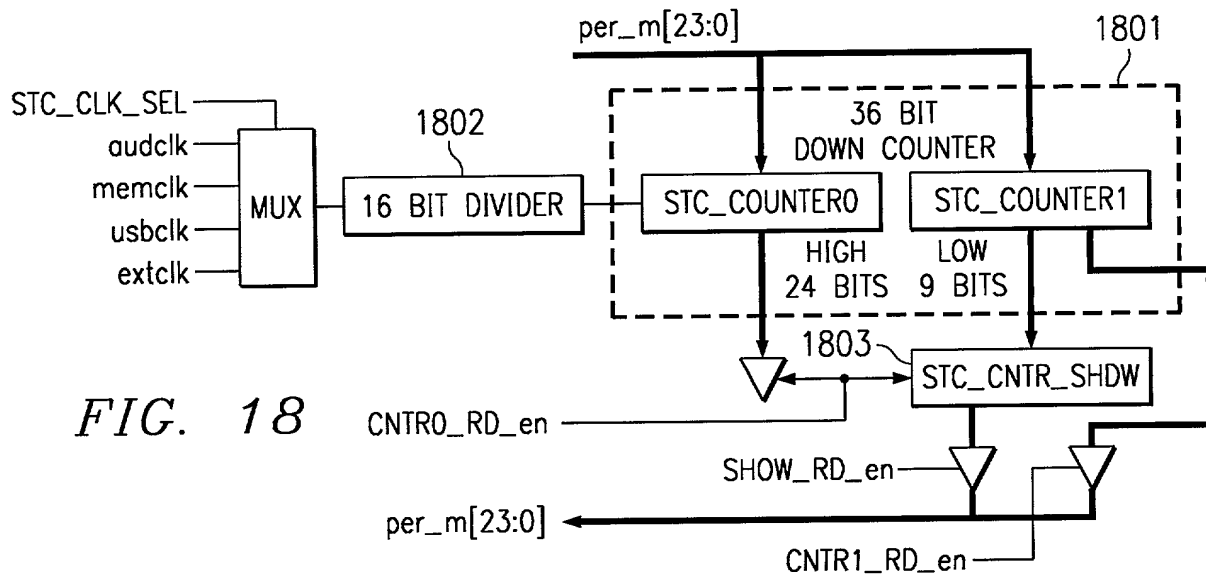 per_m[23:0]
1801
STC_CLK_SEL
audclk
memclk
usbclk
extclk
MUX
1802
16 BIT DIVIDER
36 BIT
DOWN COUNTER
STC_COUNTER0
STC_COUNTER1
HIGH
24 BITS
LOW
9 BITS
1803
STC_CNTR_SHDW
CNTR0_RD_en
SHOW_RD_en
per_m[23:0]
CNTR1_RD_en
FIG. 18